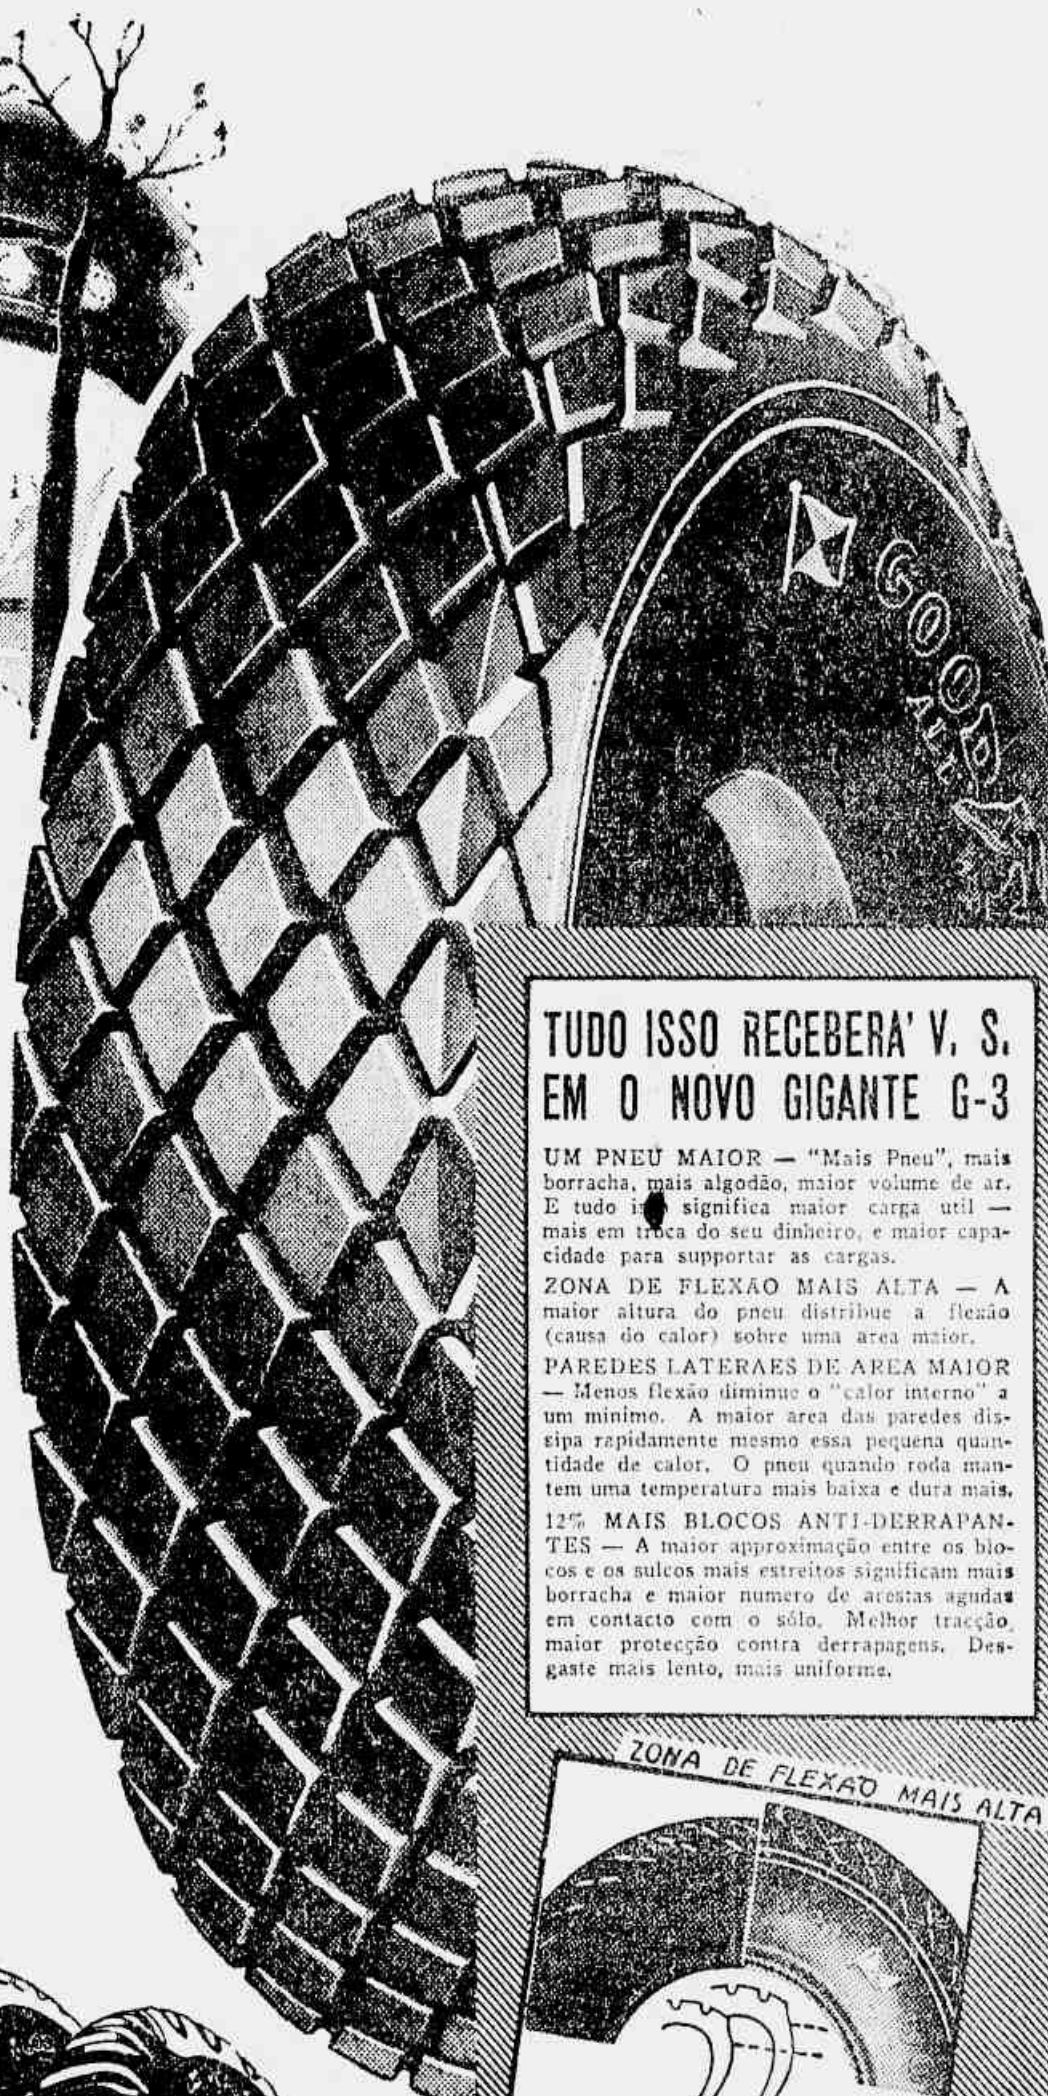 GOOD
ALL
TUDO ISSO RECEBERA' V. S.
EM O NOVO GIGANTE G-3
UM PNEU MAIOR — "Mais Pneu", mais
borracha, mais algodão, maior volume de ar.
E tudo significa maior carga util —
mais em troca do seu dinheiro, e maior capa-
cidade para supportar as cargas.
ZONA DE FLEXÃO MAIS ALTA — A
maior altura do pneu distribue a flexão
(causa do calor) sobre uma area maior.
PAREDES LATERAES DE AREA MAIOR
— Menos flexão diminue o "calor interno" a
um minimo. A maior area das paredes dis-
sipa rapidamente mesmo essa pequena quan-
tidade de calor. O pneu quando roda man-
tem uma temperatura mais baixa e dura mais.
12% MAIS BLOCOS ANTI-DERRAPAN-
TES — A maior approximação entre os blo-
cos e os sulcos mais estreitos significam mais
borracha e maior numero de arestas agudas
em contacto com o sólo. Melhor tracção,
maior protecção contra derrapagens. Des-
gaste mais lento, mais uniforme.
ZONA DE FLEXAO MAIS ALTA